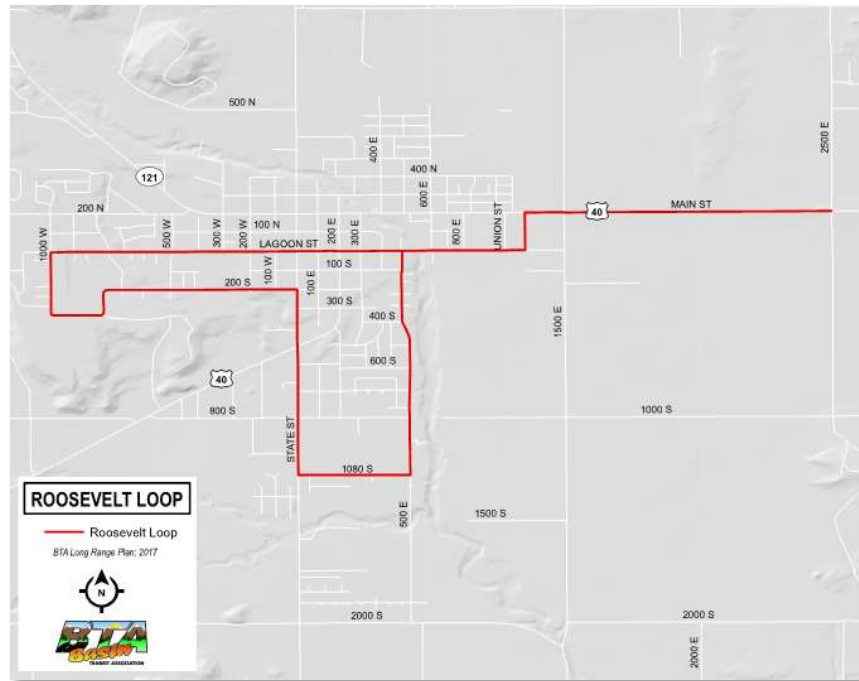 500 N
2500 E
400 E
121
400 N
600 E
200 N
MAIN ST
40
UNION ST
100 N
200 E
300 E
500 W
300 W
200 W
800 E
1000 W
LAGOON ST
100 S
100 W
100 E
200 S
300 S
400 S
1500 E
600 S
40
800 S
1000 S
STATE ST
1080 S
ROOSEVELT LOOP
500 E
1500 S
Roosevelt Loop
BTA Long Range Plan; 2017
N
2000 S
2000 S
BTA
Basin
TRANSIT ASSOCIATION
2000 E